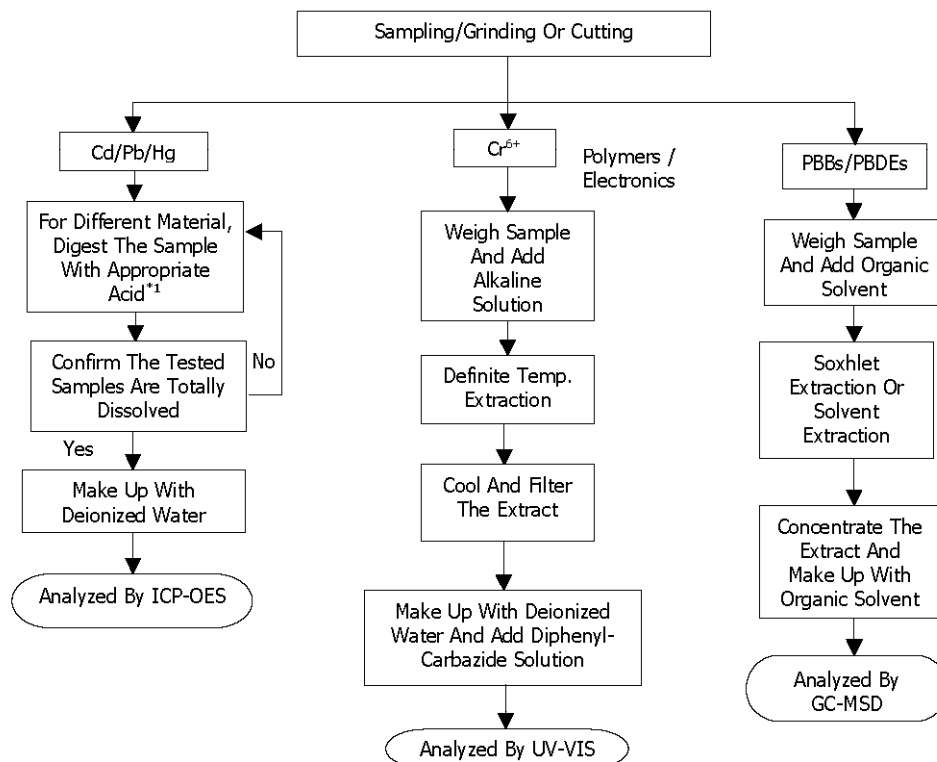 Sampling/Grinding Or Cutting
Cd/Pb/Hg
For Different Material,
Digest The Sample
With Appropriate
Acid*1
Confirm The Tested
Samples Are Totally
Dissolved
No
Yes
Make Up With
Deionized Water
Analyzed By ICP-OES
Cr6+
Polymers /
Electronics
Weigh Sample
And Add
Alkaline
Solution
Definite Temp.
Extraction
Cool And Filter
The Extract
Make Up With Deionized
Water And Add Diphenyl-
Carbazide Solution
Analyzed By UV-VIS
PBBs/PBDEs
Weigh Sample
And Add Organic
Solvent
Soxhlet
Extraction Or
Solvent
Extraction
Concentrate The
Extract And
Make Up With
Organic Solvent
Analyzed By
GC-MSD